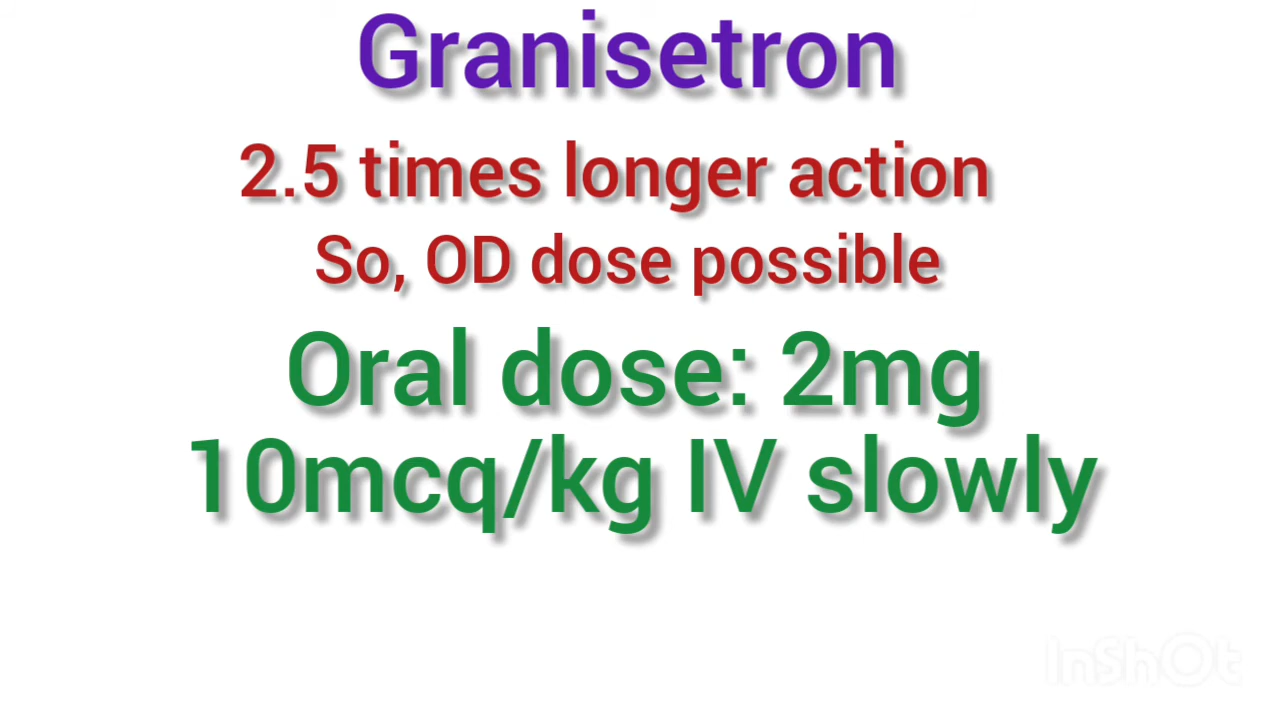 Granisetron
2.5 times longer action
So, OD dose possible
Oral dose: 2mg
10mcq/kg IV slowly
InShOt